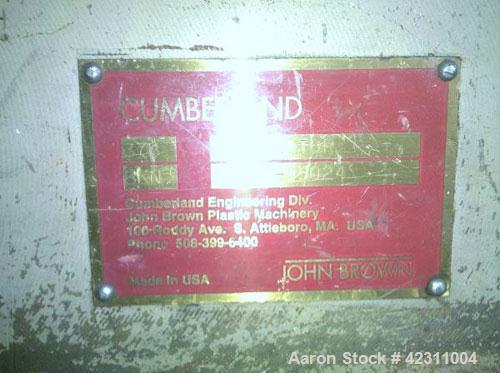 CUMBERLAND
Cumberland Engineering Div.
John Brown Plastic Machinery
100 Roddy Ave. S. Attleboro, MA. USA
Phone 508-399-6400
Made in USA
JOHN BROWN
Aaron Stock # 42311004